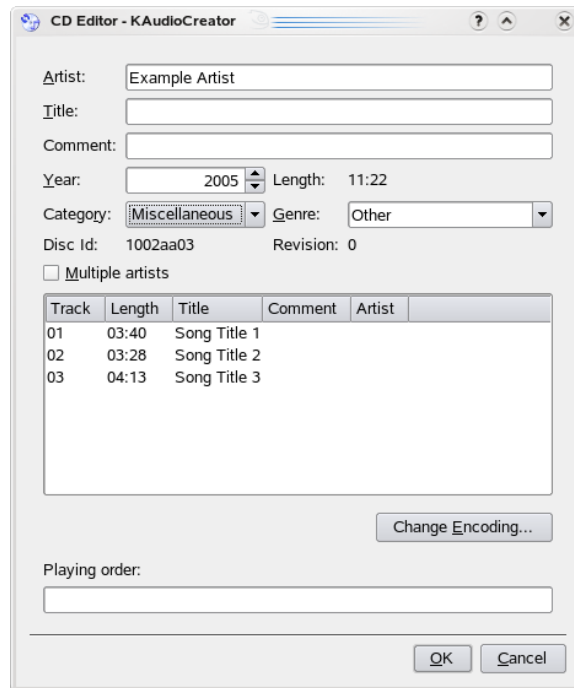 CD Editor - KAudioCreator
Artist: Example Artist
Title:
Comment:
Year: 2005 Length: 11:22
Category: Miscellaneous Genre: Other
Disc Id: 1002aa03 Revision: 0
Multiple artists
Track Length Title Comment Artist
01 03:40 Song Title 1
02 03:28 Song Title 2
03 04:13 Song Title 3
Change Encoding...
Playing order:
OK Cancel